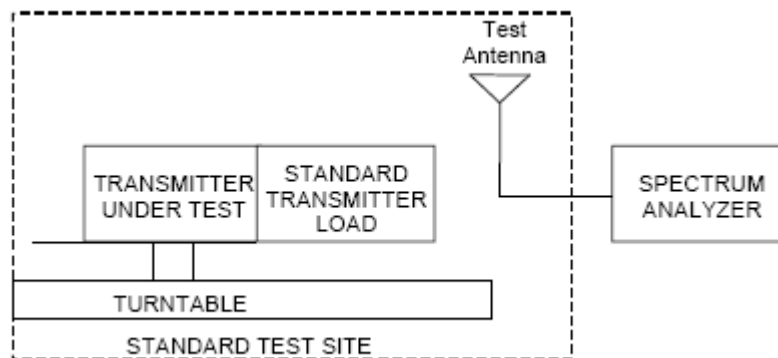 Test
Antenna
TRANSMITTER
UNDER TEST
STANDARD
TRANSMITTER
LOAD
SPECTRUM
ANALYZER
TURNTABLE
STANDARD TEST SITE